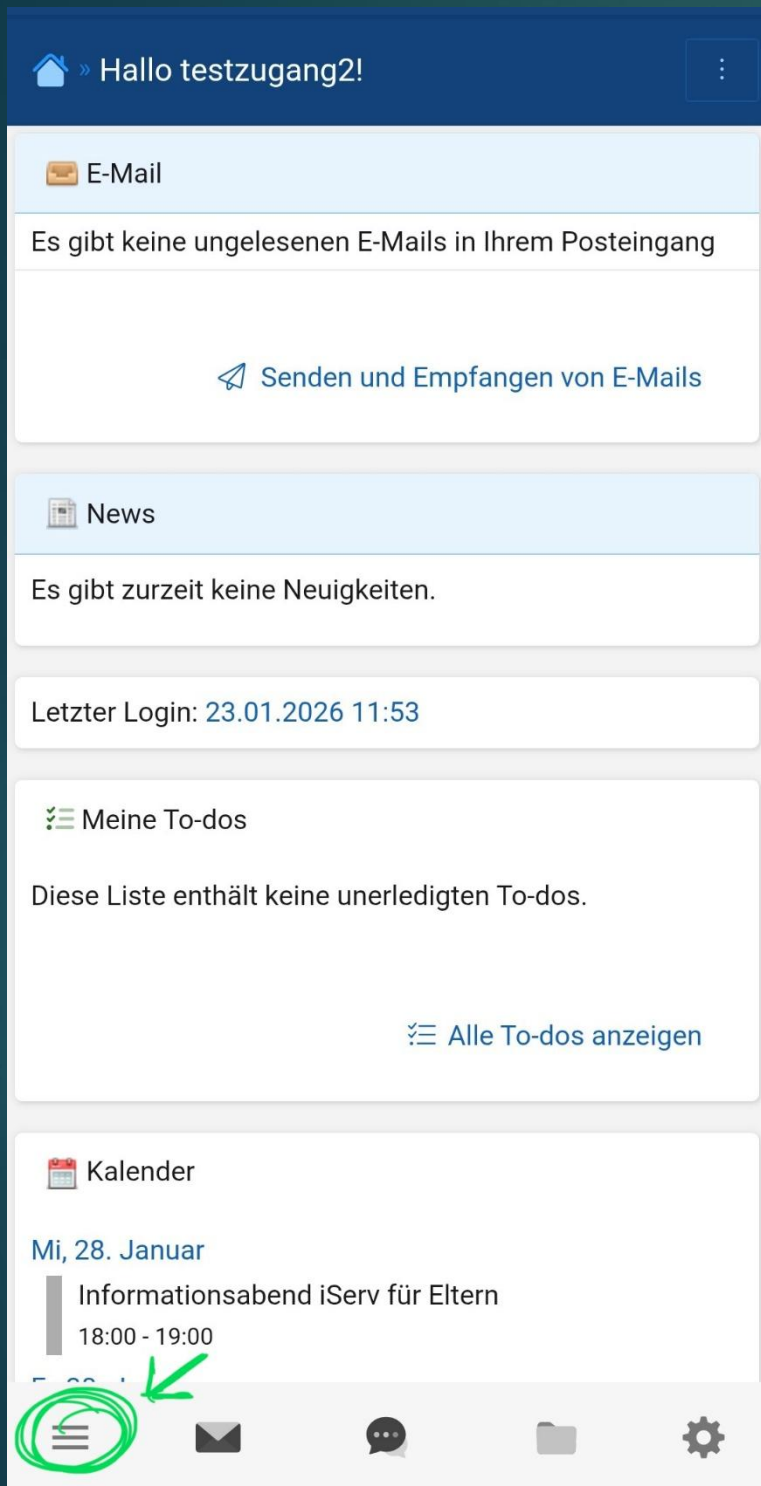 » Hallo testzugang2!
E-Mail
Es gibt keine ungelesenen E-Mails in Ihrem Posteingang
Senden und Empfangen von E-Mails
News
Es gibt zurzeit keine Neuigkeiten.
Letzter Login: 23.01.2026 11:53
Meine To-dos
Diese Liste enthält keine unerledigten To-dos.
Alle To-dos anzeigen
Kalender
Mi, 28. Januar
Informationsabend iServ für Eltern
18:00 - 19:00